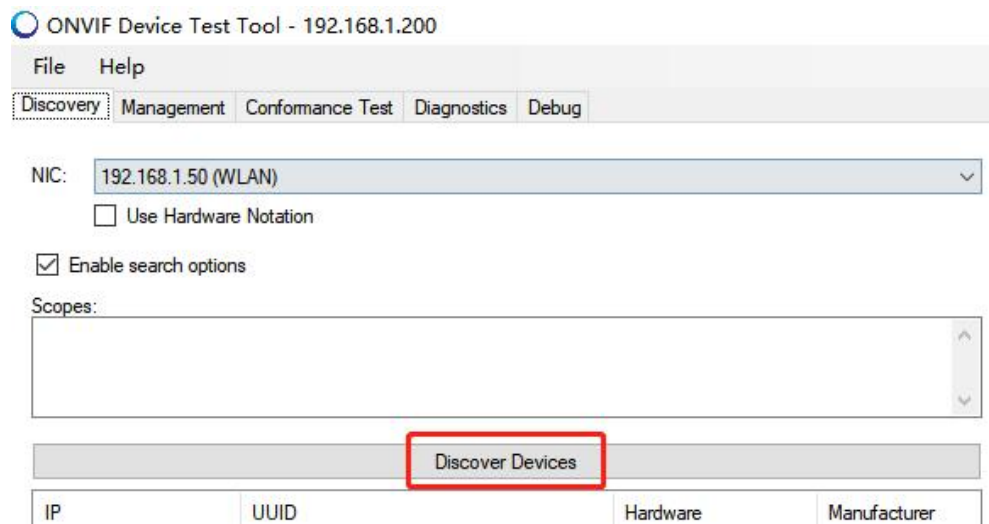 ONVIF Device Test Tool - 192.168.1.200
File Help
Discovery Management Conformance Test Diagnostics Debug
NIC: 192.168.1.50 (WLAN)
Use Hardware Notation
Enable search options
Scopes:
Discover Devices
IP UUID Hardware Manufacturer